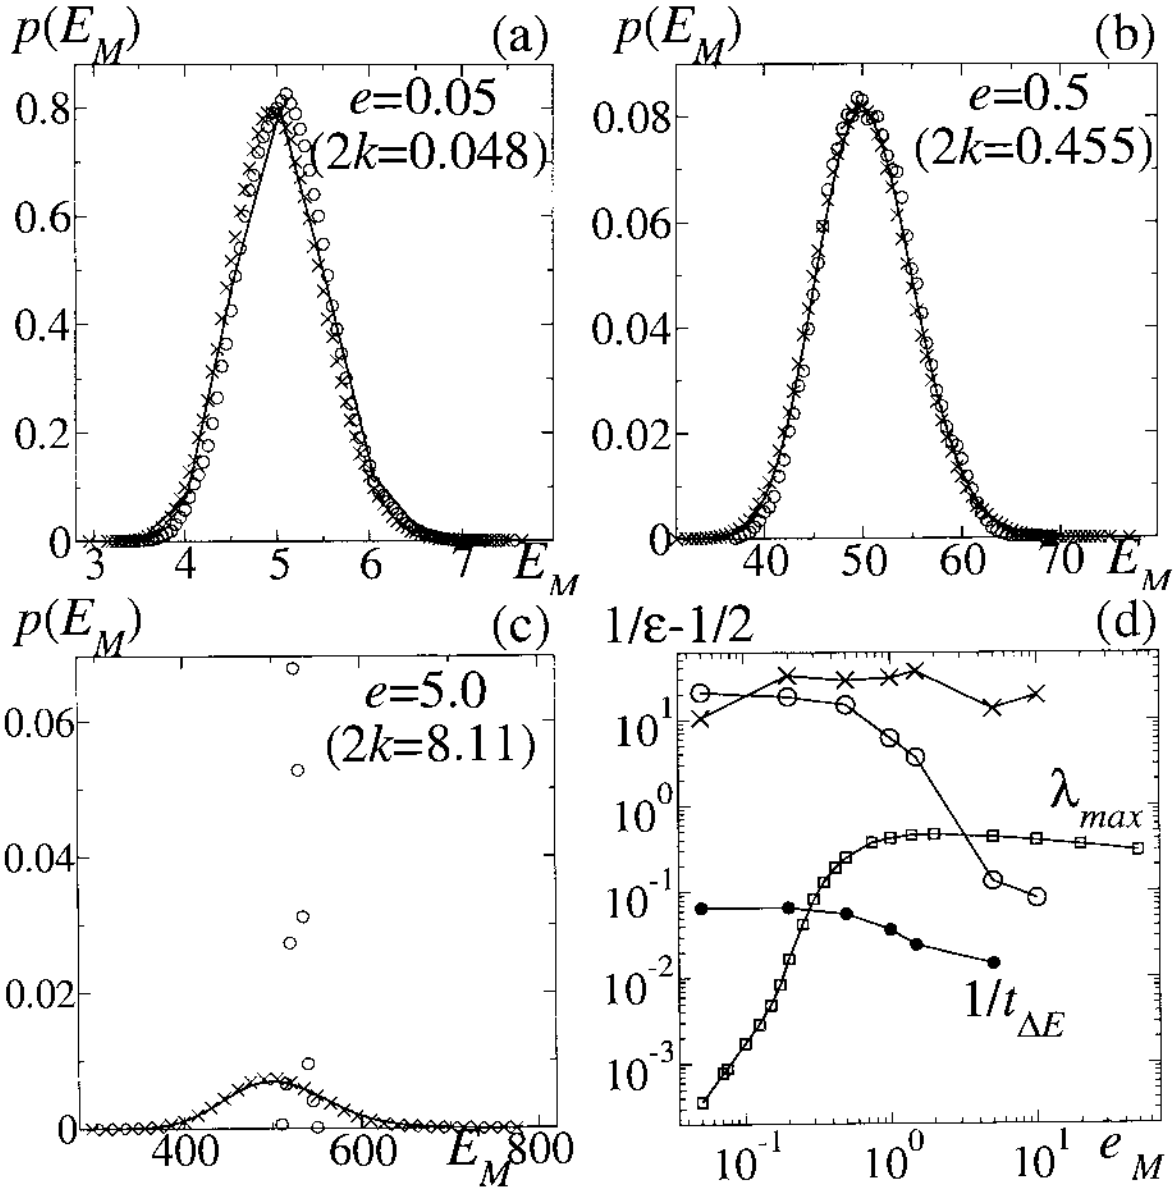 p(E_M) (a)
e=0.05
(2k=0.048)
0.8
0.6
0.4
0.2
0
3 4 5 6 7 E_M
p(E_M) (b)
e=0.5
(2k=0.455)
0.08
0.06
0.04
0.02
0
40 50 60 70 E_M
p(E_M) (c)
e=5.0
(2k=8.11)
0.06
0.04
0.02
0
400 600 E_M 800
1/ε-1/2 (d)
10^1
10^0
10^-1
10^-2
10^-3
λ_max
1/t_ΔE
10^-1 10^0 10^1 e_M